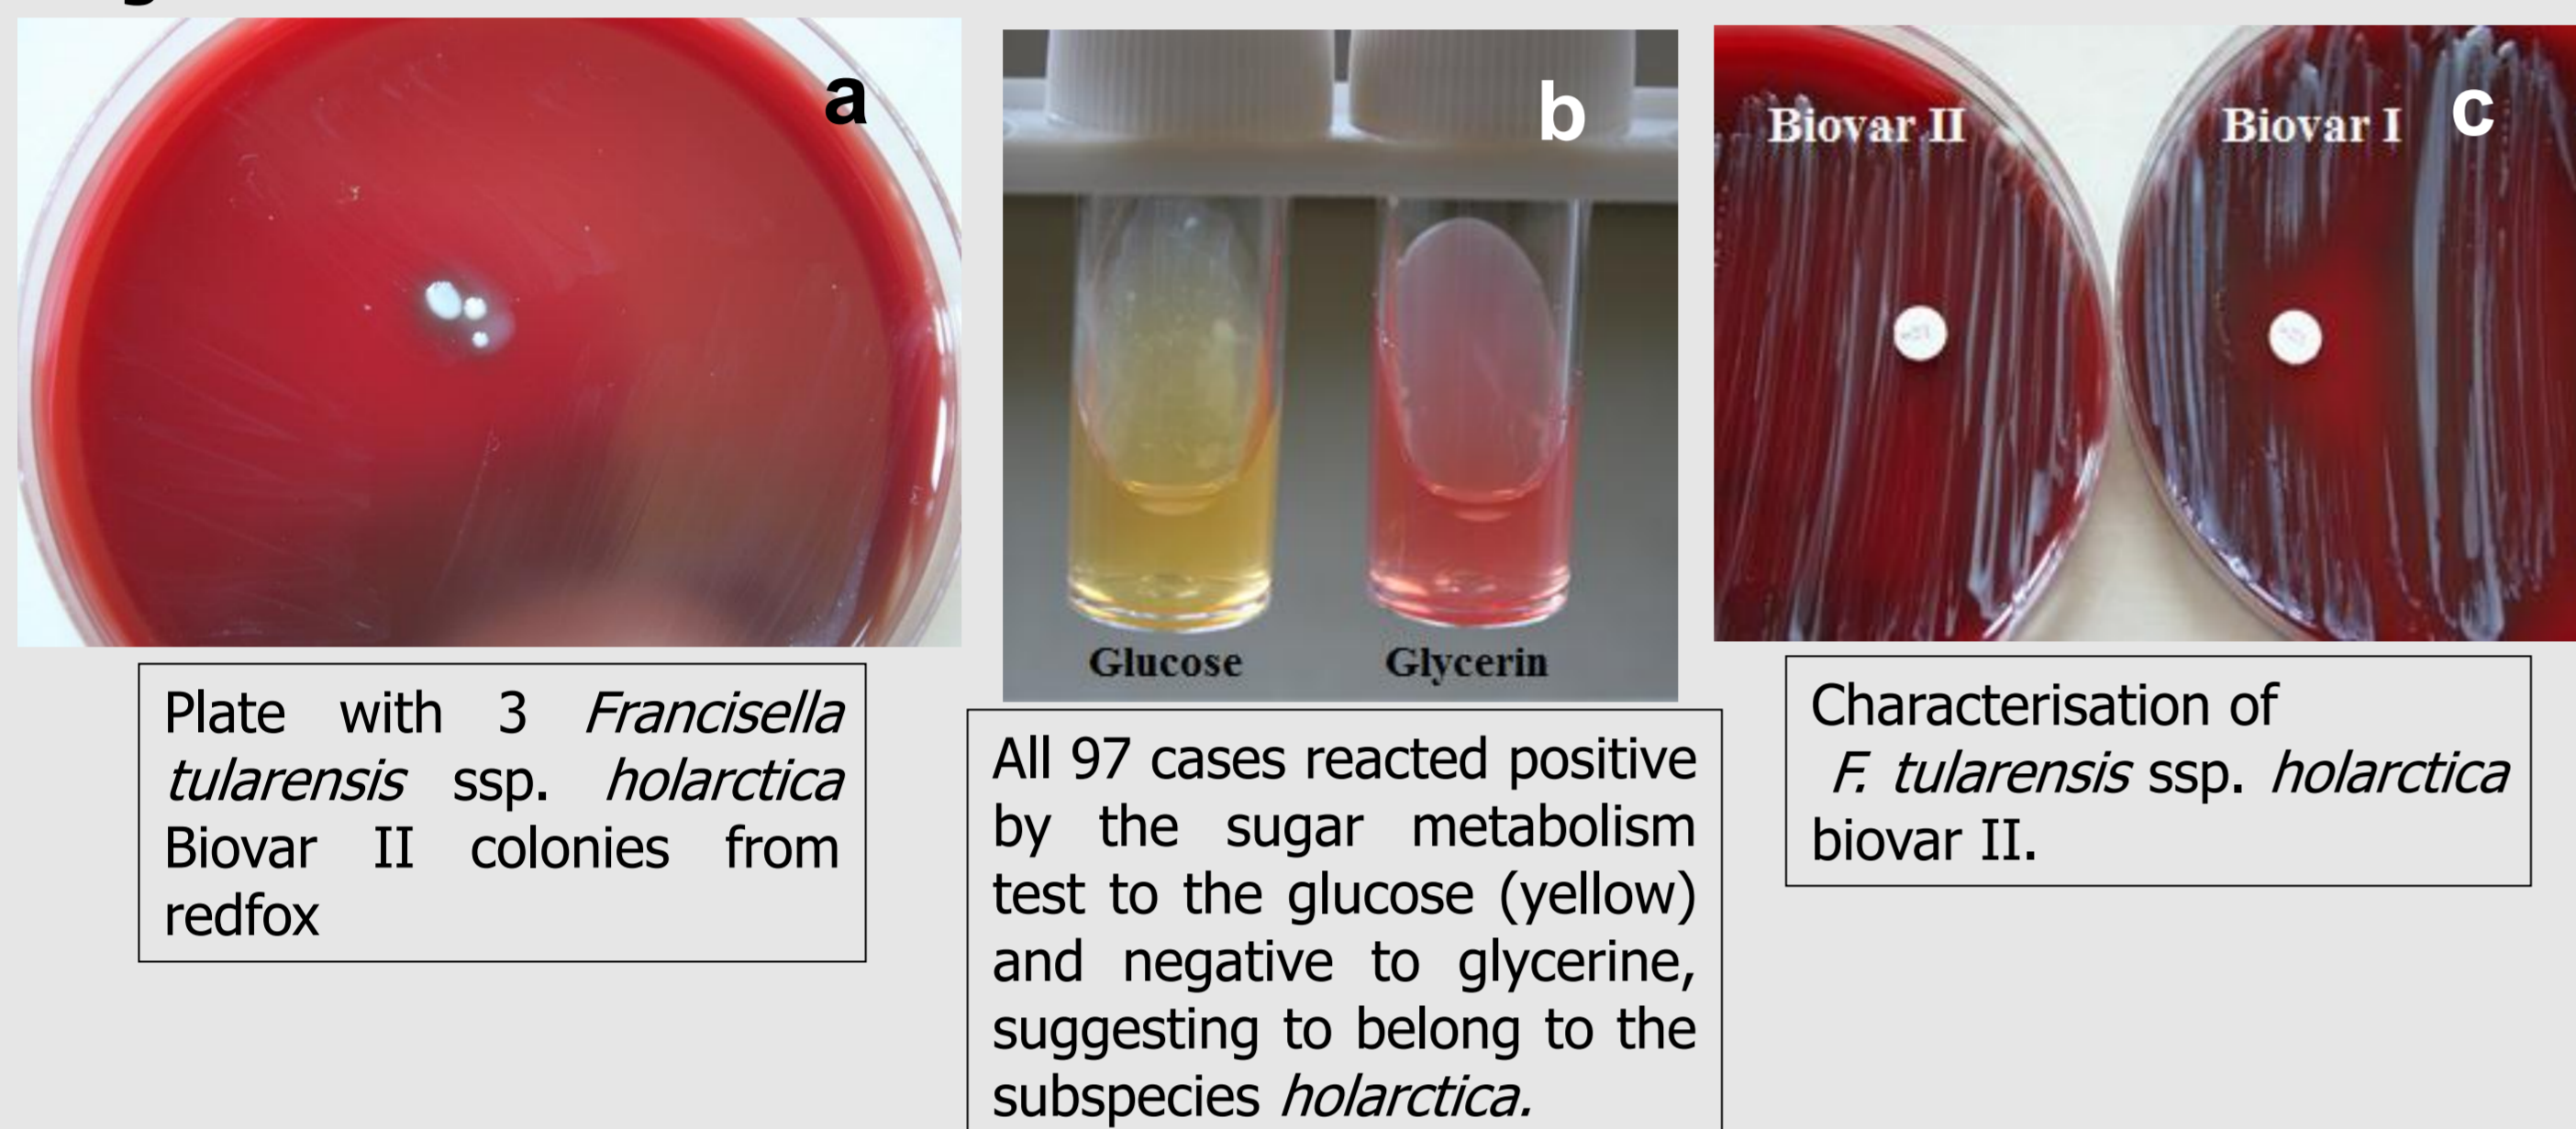 a
b
Glucose
Glycerin
Biovar II
Biovar I
c
Plate with 3 Francisella
tularensis ssp. holarctica
Biovar II colonies from
redfox
All 97 cases reacted positive
by the sugar metabolism
test to the glucose (yellow)
and negative to glycerine,
suggesting to belong to the
subspecies holarctica.
Characterisation of
F. tularensis ssp. holarctica
biovar II.